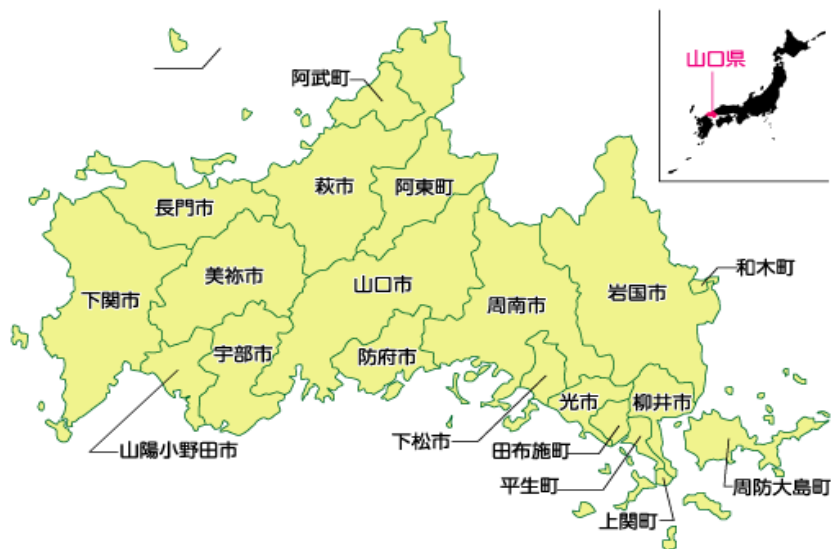 山口県
阿武町
萩市
阿東町
長門市
美祢市
山口市
和木町
下関市
周南市
岩国市
宇部市
防府市
光市
柳井市
山陽小野田市
下松市
田布施町
平生町
周防大島町
上関町